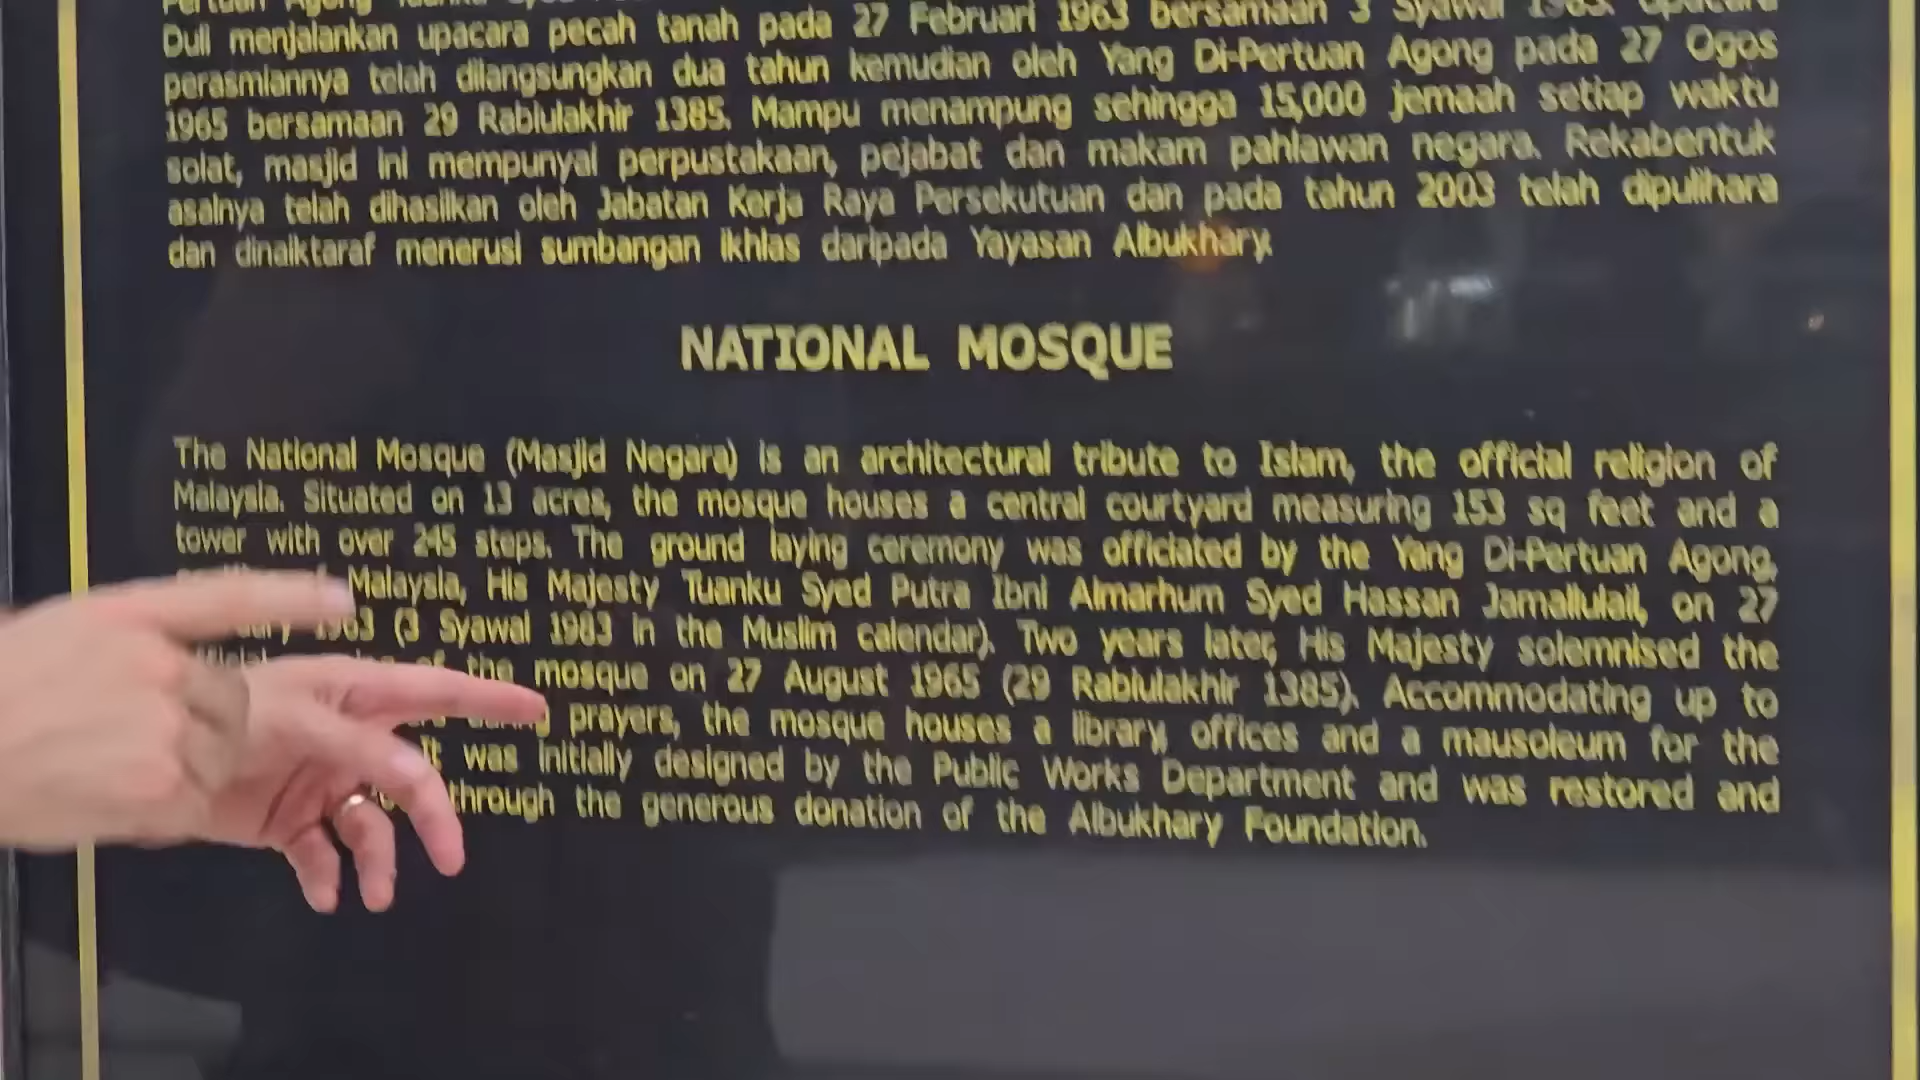 Duli menjalankan upacara pecah tanah pada 27 Februari 1963 bersamaan 3 Syawal 1983. Upacara
perasmiannya telah dilangsungkan dua tahun kemudian oleh Yang Di-Pertuan Agong pada 27 Ogos
1965 bersamaan 29 Rabiulakhir 1385. Mampu menampung sehingga 15,000 jemaah setiap waktu
solat, masjid ini mempunyai perpustakaan, pejabat dan makam pahlawan negara. Rekabentuk
asalnya telah dihasilkan oleh Jabatan Kerja Raya Persekutuan dan pada tahun 2003 telah dipulihara
dan dinaiktaraf menerusi sumbangan ikhlas daripada Yayasan Albukhary.
NATIONAL MOSQUE
The National Mosque (Masjid Negara) is an architectural tribute to Islam, the official religion of
Malaysia. Situated on 13 acres, the mosque houses a central courtyard measuring 153 sq feet and a
tower with over 245 steps. The ground laying ceremony was officiated by the Yang Di-Pertuan Agong,
Malaysia, His Majesty Tuanku Syed Putra Ibni Almarhum Syed Hassan Jamallulail, on 27
1963 (3 Syawal 1983 in the Muslim calendar). Two years later, His Majesty solemnised the
of the mosque on 27 August 1965 (29 Rabiulakhir 1385). Accommodating up to
during prayers, the mosque houses a library, offices and a mausoleum for the
It was initially designed by the Public Works Department and was restored and
through the generous donation of the Albukhary Foundation.